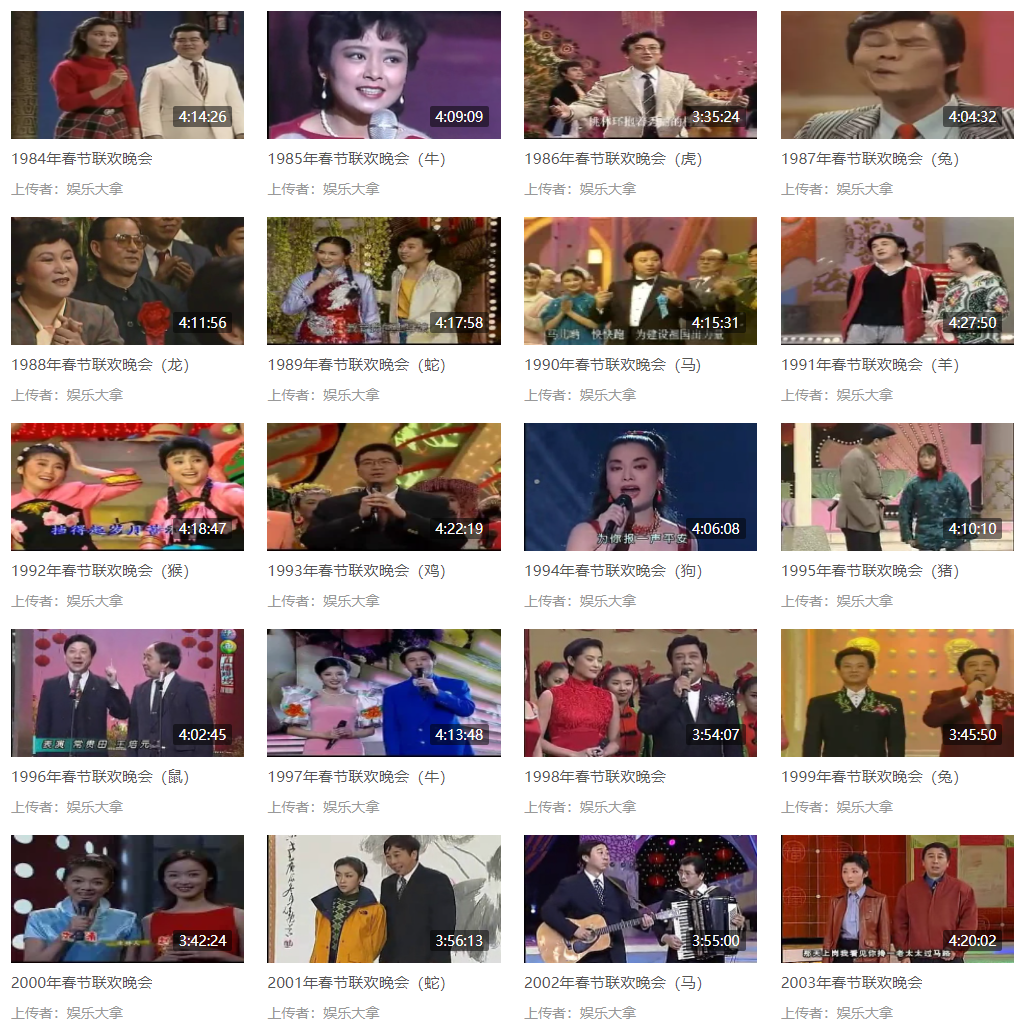 4:14:26
4:09:09
3:35:24
4:04:32
1984年春节联欢晚会
1985年春节联欢晚会（牛）
1986年春节联欢晚会（虎）
1987年春节联欢晚会（兔）
上传者：娱乐大拿
上传者：娱乐大拿
上传者：娱乐大拿
上传者：娱乐大拿
4:11:56
4:17:58
马儿哟 快快跑 为建设祖国出力量
4:15:31
4:27:50
1988年春节联欢晚会（龙）
1989年春节联欢晚会（蛇）
1990年春节联欢晚会（马）
1991年春节联欢晚会（羊）
上传者：娱乐大拿
上传者：娱乐大拿
上传者：娱乐大拿
上传者：娱乐大拿
4:18:47
4:22:19
为你报一声平安
4:06:08
4:10:10
1992年春节联欢晚会（猴）
1993年春节联欢晚会（鸡）
1994年春节联欢晚会（狗）
1995年春节联欢晚会（猪）
上传者：娱乐大拿
上传者：娱乐大拿
上传者：娱乐大拿
上传者：娱乐大拿
表演 常贵田 王培元
4:02:45
4:13:48
3:54:07
3:45:50
1996年春节联欢晚会（鼠）
1997年春节联欢晚会（牛）
1998年春节联欢晚会
1999年春节联欢晚会（兔）
上传者：娱乐大拿
上传者：娱乐大拿
上传者：娱乐大拿
上传者：娱乐大拿
3:42:24
3:56:13
3:55:00
4:20:02
那天上岗我看见你搀一老太太过马路
2000年春节联欢晚会
2001年春节联欢晚会（蛇）
2002年春节联欢晚会（马）
2003年春节联欢晚会
上传者：娱乐大拿
上传者：娱乐大拿
上传者：娱乐大拿
上传者：娱乐大拿